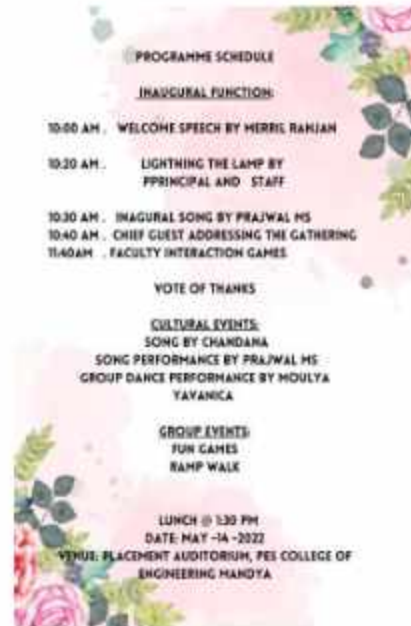 PROGRAMME SCHEDULE
INAUGURAL FUNCTION:
10:00 AM . WELCOME SPEECH BY MERRIL RANJAN
10:20 AM . LIGHTNING THE LAMP BY
PPRINCIPAL AND STAFF
10:30 AM . INAGURAL SONG BY PRAJWAL MS
10:40 AM . CHIEF GUEST ADDRESSING THE GATHERING
11:40AM . FACULTY INTERACTION GAMES
VOTE OF THANKS
CULTURAL EVENTS:
SONG BY CHANDANA
SONG PERFORMANCE BY PRAJWAL MS
GROUP DANCE PERFORMANCE BY MOULYA
YAVANICA
GROUP EVENTS:
FUN GAMES
RAMP WALK
LUNCH @ 1:30 PM
DATE: MAY -14 -2022
VENUE: PLACEMENT AUDITORIUM, PES COLLEGE OF
ENGINEERING MANDYA